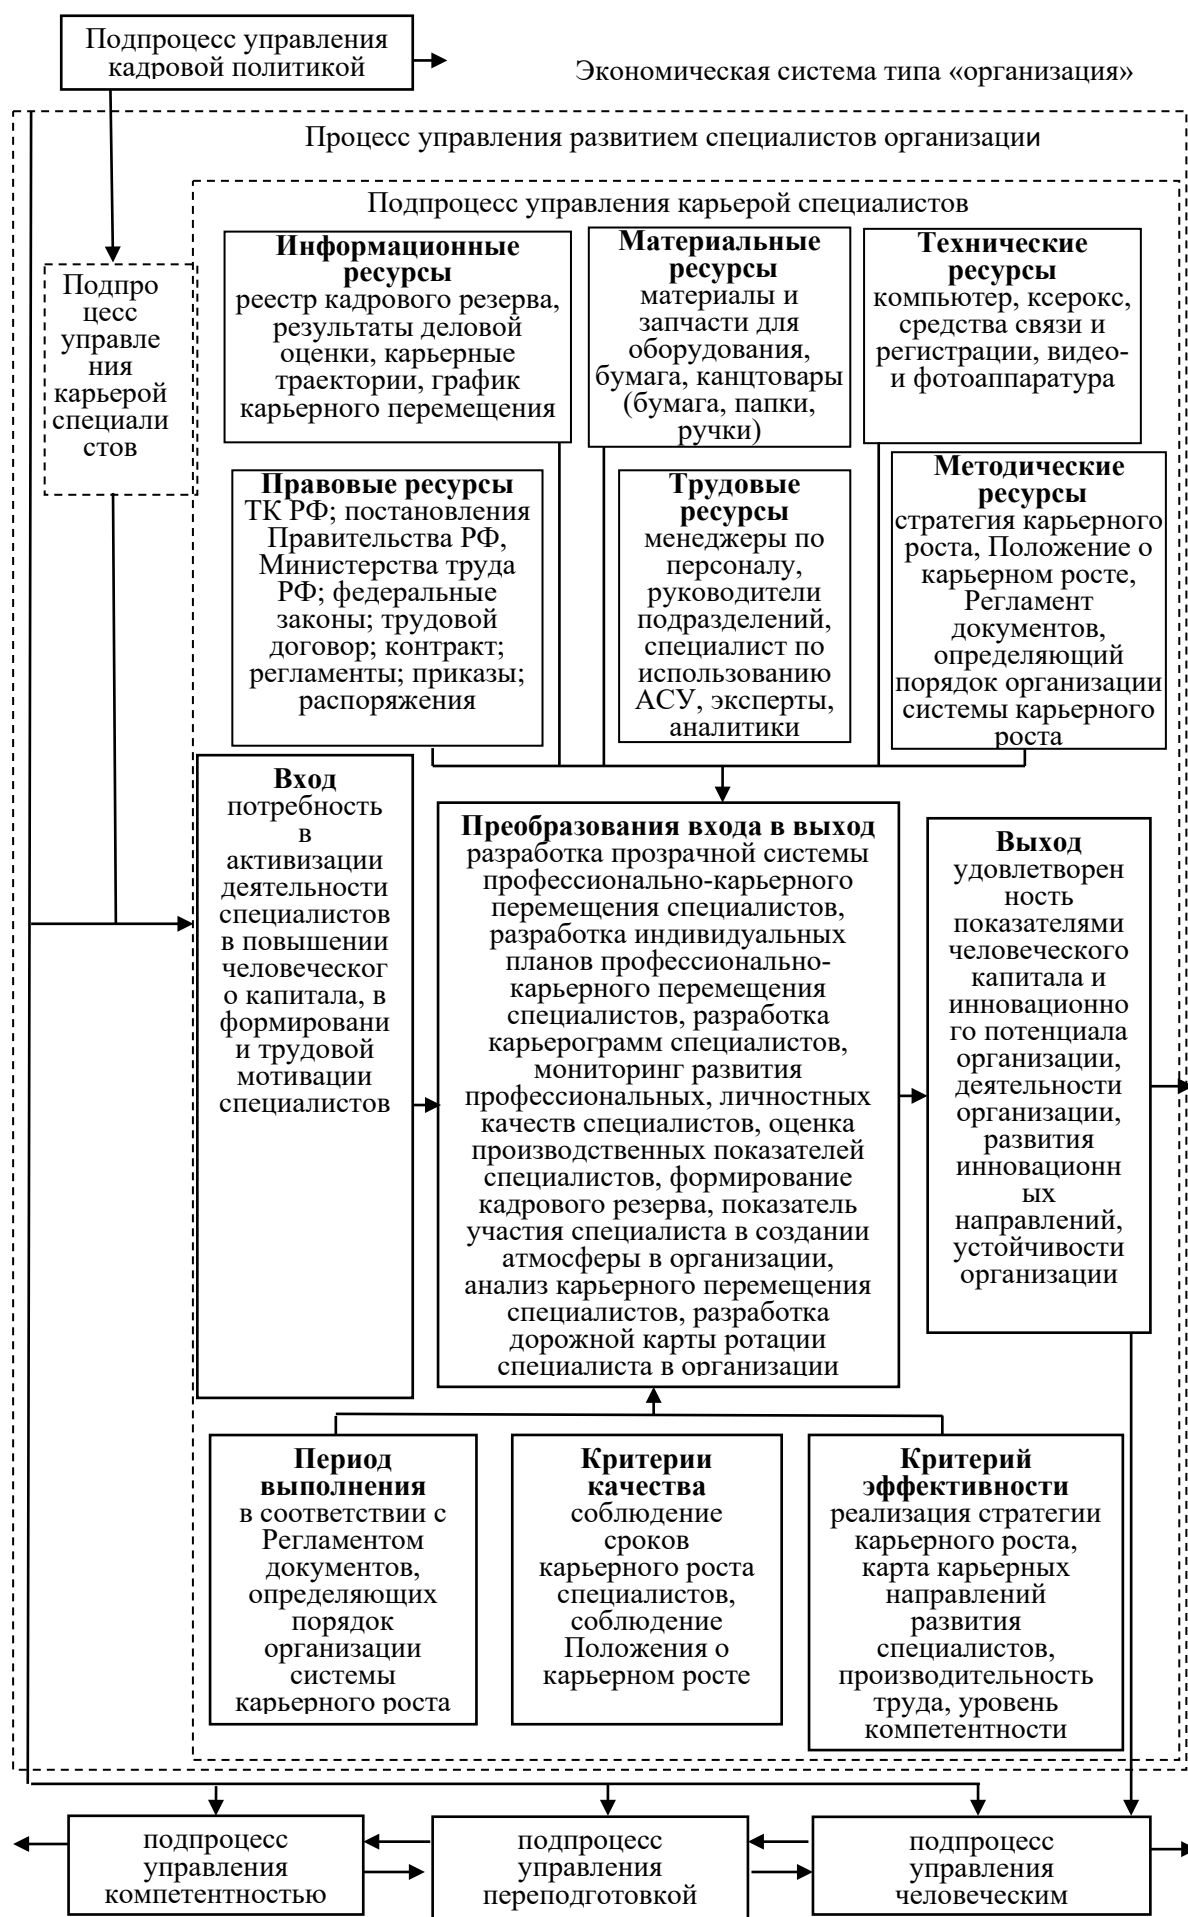 Подпроцесс управления
кадровой политикой
Экономическая система типа «организация»
Процесс управления развитием специалистов организации
Подпроцесс управления карьерой специалистов
Подпро
цесс
управле
ния
карьерой
специали
стов
Информационные
ресурсы
реестр кадрового резерва,
результаты деловой
оценки, карьерные
траектории, график
карьерного перемещения
Материальные
ресурсы
материалы и
запчасти для
оборудования,
бумага, канцтовары
(бумага, папки,
ручки)
Технические
ресурсы
компьютер, ксерокс,
средства связи и
регистрации, видео-
и фотоаппаратура
Правовые ресурсы
ТК РФ; постановления
Правительства РФ,
Министерства труда
РФ; федеральные
законы; трудовой
договор; контракт;
регламенты; приказы;
распоряжения
Трудовые
ресурсы
менеджеры по
персоналу,
руководители
подразделений,
специалист по
использованию
АСУ, эксперты,
аналитики
Методические
ресурсы
стратегия карьерного
роста, Положение о
карьерном росте,
Регламент
документов,
определяющий
порядок организации
системы карьерного
роста
Вход
потребность
в
активизации
деятельности
специалистов
в повышении
человеческог
о капитала, в
формировани
и трудовой
мотивации
специалистов
Преобразования входа в выход
разработка прозрачной системы
профессионально-карьерного
перемещения специалистов,
разработка индивидуальных
планов профессионально-
карьерного перемещения
специалистов, разработка
карьерограмм специалистов,
мониторинг развития
профессиональных, личностных
качеств специалистов, оценка
производственных показателей
специалистов, формирование
кадрового резерва, показатель
участия специалиста в создании
атмосферы в организации,
анализ карьерного перемещения
специалистов, разработка
дорожной карты ротации
специалиста в организации
Выход
удовлетворен
ность
показателями
человеческого
капитала и
инновационно
го потенциала
организации,
деятельности
организации,
развития
инновационн
ых
направлений,
устойчивости
организации
Период
выполнения
в соответствии с
Регламентом
документов,
определяющих
порядок
организации
системы
карьерного роста
Критерии
качества
соблюдение
сроков
карьерного роста
специалистов,
соблюдение
Положения о
карьерном росте
Критерий
эффективности
реализация стратегии
карьерного роста,
карта карьерных
направлений
развития
специалистов,
производительность
труда, уровень
компетентности
подпроцесс
управления
компетентностью
подпроцесс
управления
переподготовкой
подпроцесс
управления
человеческим